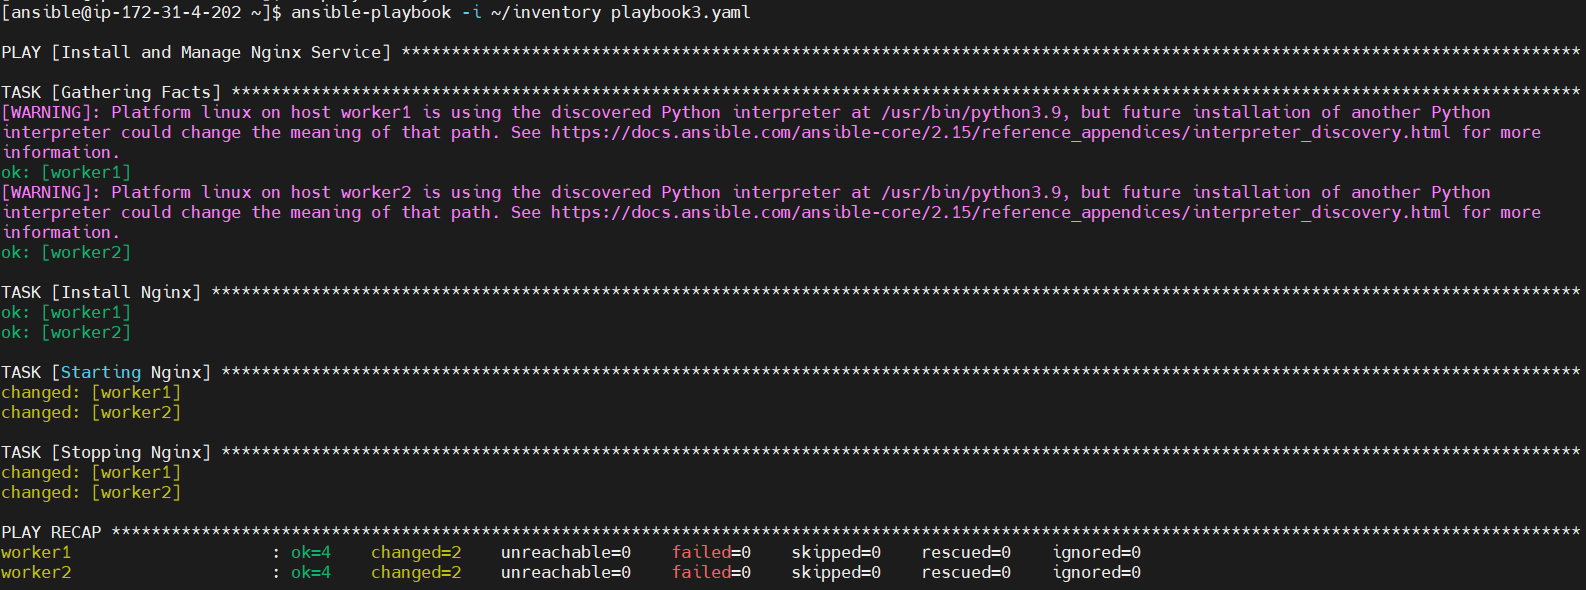 [ansible@ip-172-31-4-202 ~]$ ansible-playbook -i ~/inventory playbook3.yaml
PLAY [Install and Manage Nginx Service] **********************************************************************************************************************
TASK [Gathering Facts] ***************************************************************************************************************************************
[WARNING]: Platform linux on host worker1 is using the discovered Python interpreter at /usr/bin/python3.9, but future installation of another Python
interpreter could change the meaning of that path. See https://docs.ansible.com/ansible-core/2.15/reference_appendices/interpreter_discovery.html for more
information.
ok: [worker1]
[WARNING]: Platform linux on host worker2 is using the discovered Python interpreter at /usr/bin/python3.9, but future installation of another Python
interpreter could change the meaning of that path. See https://docs.ansible.com/ansible-core/2.15/reference_appendices/interpreter_discovery.html for more
information.
ok: [worker2]
TASK [Install Nginx] *****************************************************************************************************************************************
ok: [worker1]
ok: [worker2]
TASK [Starting Nginx] ****************************************************************************************************************************************
changed: [worker1]
changed: [worker2]
TASK [Stopping Nginx] ****************************************************************************************************************************************
changed: [worker1]
changed: [worker2]
PLAY RECAP ***************************************************************************************************************************************************
worker1                    : ok=4    changed=2    unreachable=0    failed=0    skipped=0    rescued=0    ignored=0
worker2                    : ok=4    changed=2    unreachable=0    failed=0    skipped=0    rescued=0    ignored=0